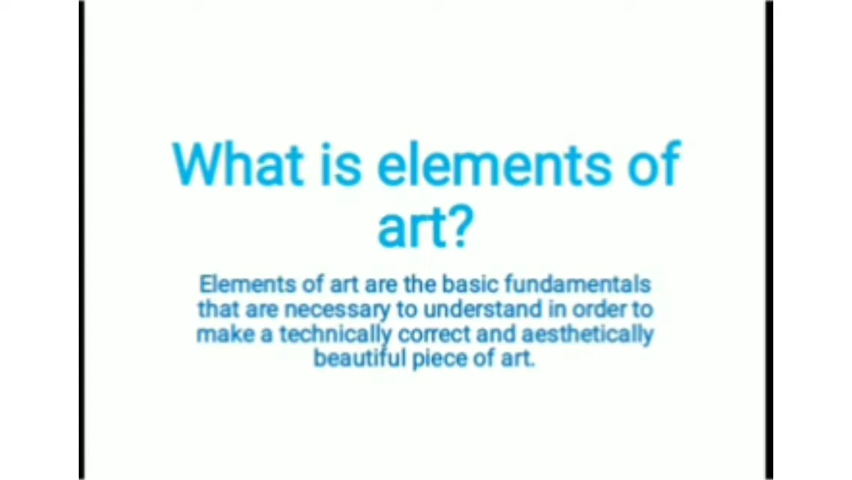 What is elements of
art?
Elements of art are the basic fundamentals
that are necessary to understand in order to
make a technically correct and aesthetically
beautiful piece of art.